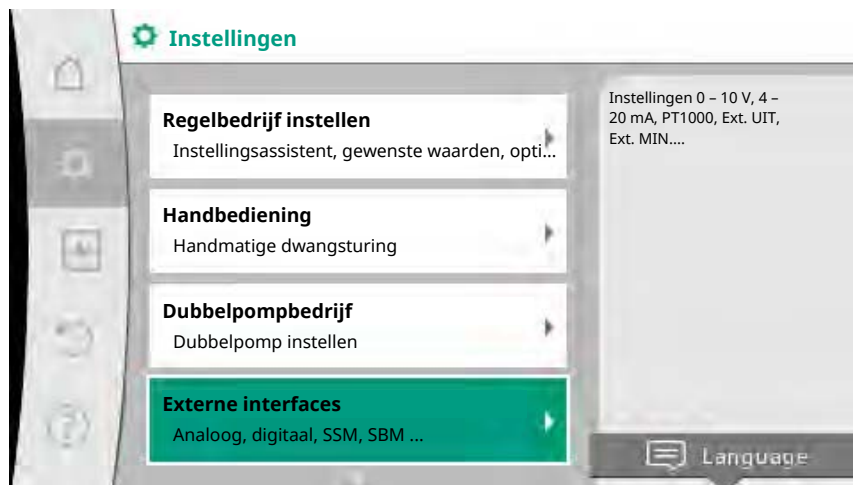 Instellingen
Regelbedrijf instellen
Instellingsassistent, gewenste waarden, opti...
Handbediening
Handmatige dwangsturing
Dubbelpompbedrijf
Dubbelpomp instellen
Externe interfaces
Analoog, digitaal, SSM, SBM ...
Instellingen 0 – 10 V, 4 –
20 mA, PT1000, Ext. UIT,
Ext. MIN....
Language